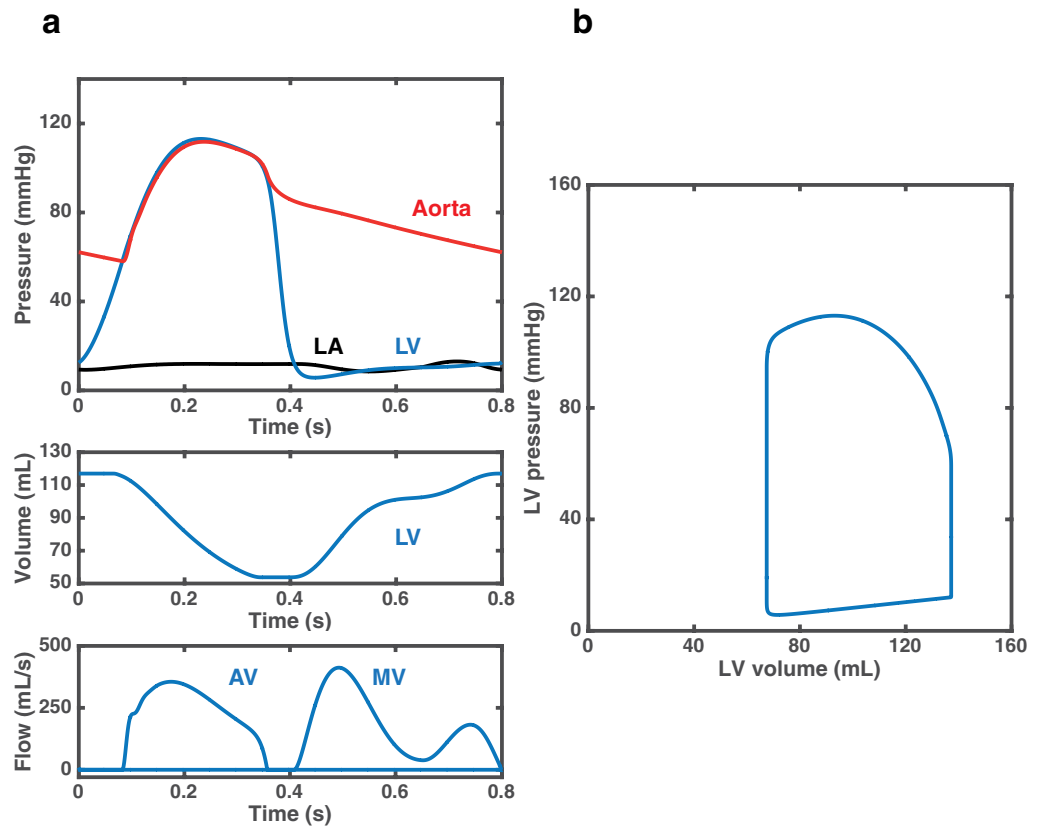 a
Pressure (mmHg)
120
80
40
0
Aorta
LA
LV
0
0.2
0.4
0.6
0.8
Time (s)
Volume (mL)
130
110
90
70
50
LV
0
0.2
0.4
0.6
0.8
Time (s)
Flow (mL/s)
500
250
0
AV
MV
0
0.2
0.4
0.6
0.8
Time (s)
b
LV pressure (mmHg)
160
120
80
40
0
0
40
80
120
160
LV volume (mL)